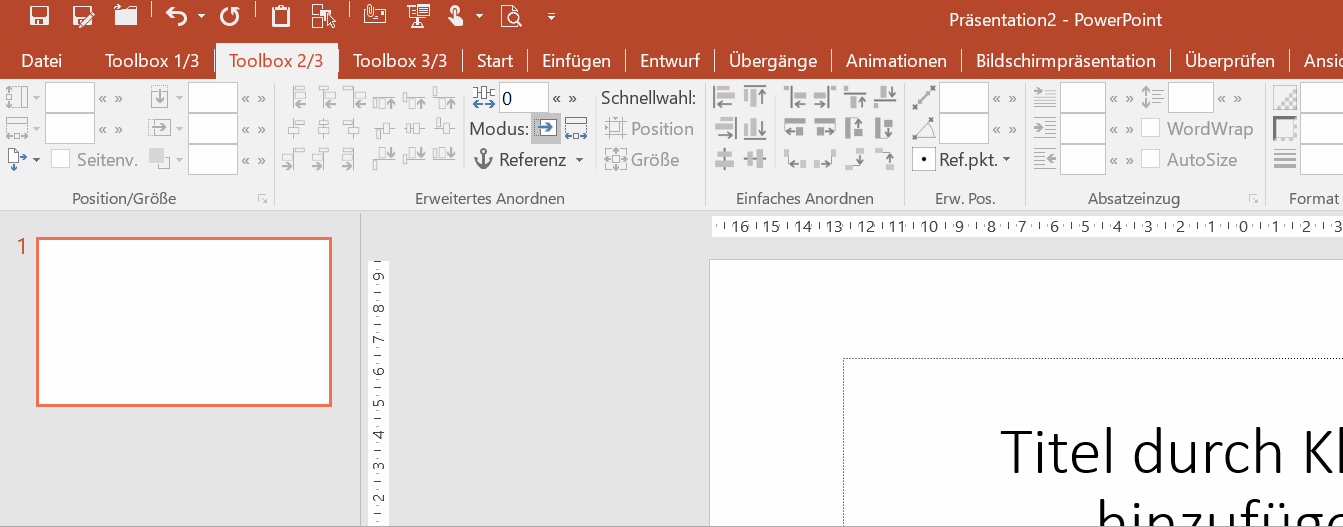 Präsentation2 - PowerPoint
Datei Toolbox 1/3 Toolbox 2/3 Toolbox 3/3 Start Einfügen Entwurf Übergänge Animationen Bildschirmpräsentation Überprüfen Ansic
« » « » 0 « » Schnellwahl: « » « » « »
« » « » Modus: Position « » « » WordWrap
Seitenv. « » Referenz Größe Ref.pkt. « » AutoSize
Position/Größe Erweitertes Anordnen Einfaches Anordnen Erw. Pos. Absatzeinzug Format
16 15 14 13 12 11 10 9 8 7 6 5 4 3 2 1 0 1 2 3
1
9
8
7
6
5
4
3
2
Titel durch Kl
hinzufüge